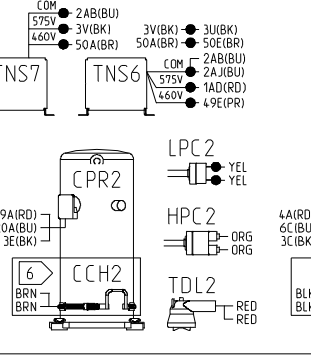 COM
2AB(BU)
575V
3V(BK)
460V
50A(BR)
TNS7
3V(BK)
3U(BK)
50A(BR)
50E(BR)
TNS6
2AB(BU)
COM
2AJ(BU)
575V
1AD(RD)
460V
49E(PR)
LPC2
YEL
YEL
CPR2
9A(RD)
0A(BU)
3E(BK)
HPC2
ORG
ORG
4A(RD)
6C(BU)
3C(BK)
6
CCH2
BRN
BRN
TDL2
RED
RED
BLK
BLK